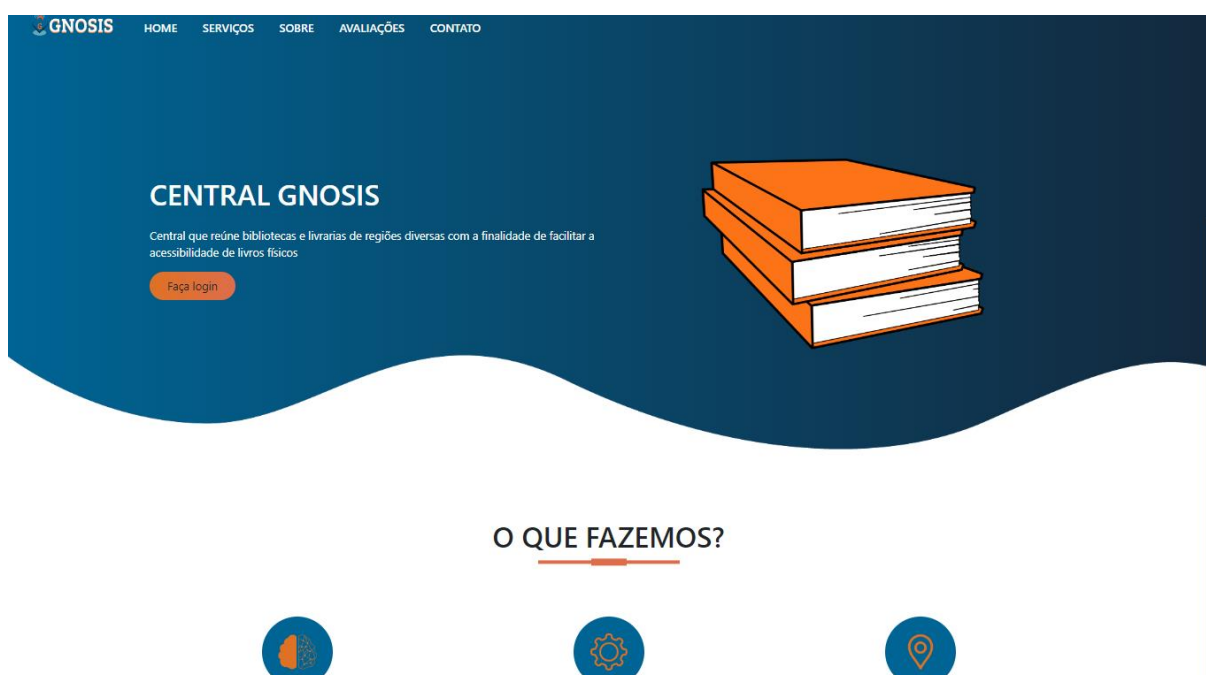 GNOSIS HOME SERVIÇOS SOBRE AVALIAÇÕES CONTATO
CENTRAL GNOSIS
Central que reúne bibliotecas e livrarias de regiões diversas com a finalidade de facilitar a
acessibilidade de livros físicos
Faça login
O QUE FAZEMOS?